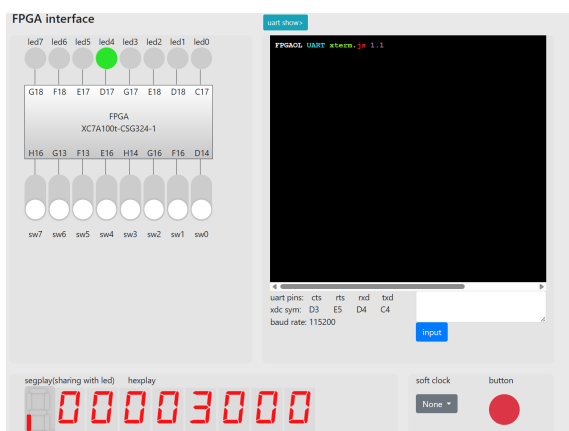 FPGA interface
led7 led6 led5 led4 led3 led2 led1 led0
G18 F18 E17 D17 G17 E18 D18 C17
FPGA
XC7A100t-CSG324-1
H16 G13 F13 E16 H14 G16 F16 D14
sw7 sw6 sw5 sw4 sw3 sw2 sw1 sw0
uart show>
FPGAOL UART xterm.js 1.1
uart pins: cts rts rxd txd
xdc sym: D3 E5 D4 C4
baud rate: 115200
input
segplay(sharing with led) hexplay
00003000
soft clock button
None